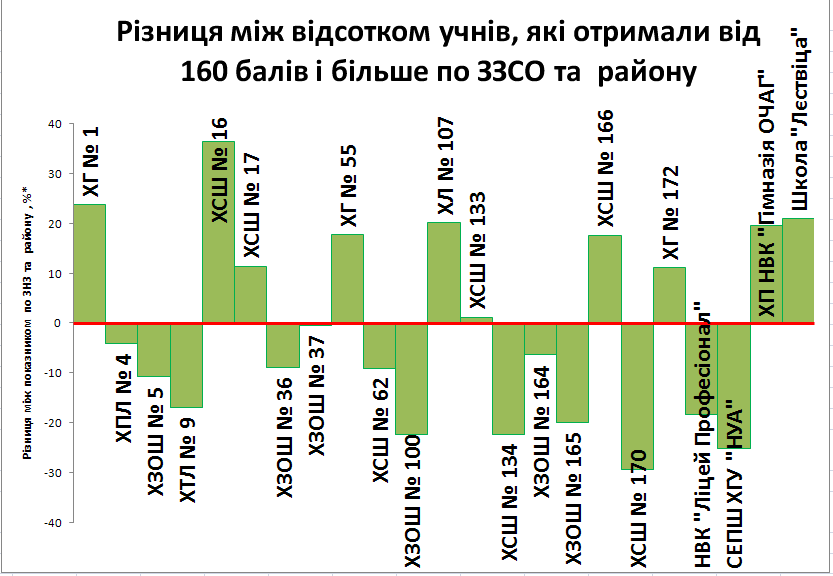 Різниця між відсотком учнів, які отримали від
160 балів і більше по ЗЗСО та району
Різниця між показником по ЗНЗ та району ,%*
40
30
20
10
0
-10
-20
-30
-40
ХГ № 1
ХПЛ № 4
ХЗОШ № 5
ХТЛ № 9
ХСШ № 16
ХСШ № 17
ХЗОШ № 36
ХЗОШ № 37
ХГ № 55
ХСШ № 62
ХЗОШ № 100
ХЛ № 107
ХСШ № 133
ХСШ № 134
ХЗОШ № 164
ХЗОШ № 165
ХСШ № 166
ХСШ № 170
ХГ № 172
НВК "Ліцей Професіонал"
СЕПШ ХГУ "НУА"
ХП НВК "Гімназія ОЧАГ"
Школа "Лєствіца"